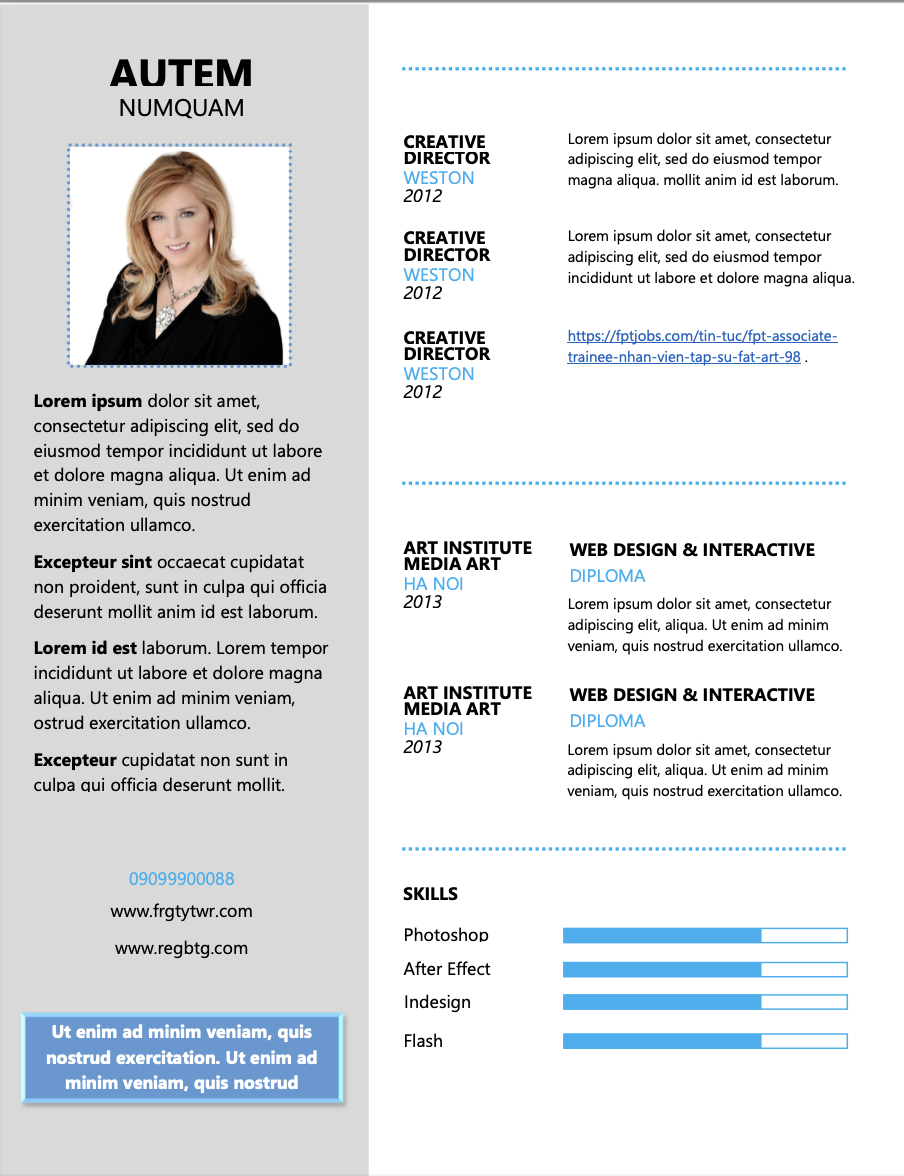 AUTEM
NUMQUAM
Lorem ipsum dolor sit amet,
consectetur adipiscing elit, sed do
eiusmod tempor incididunt ut labore
et dolore magna aliqua. Ut enim ad
minim veniam, quis nostrud
exercitation ullamco.
Excepteur sint occaecat cupidatat
non proident, sunt in culpa qui officia
deserunt mollit anim id est laborum.
Lorem id est laborum. Lorem tempor
incididunt ut labore et dolore magna
aliqua. Ut enim ad minim veniam,
ostrud exercitation ullamco.
Excepteur cupidatat non sunt in
culpa qui officia deserunt mollit.
09099900088
www.frgtytwr.com
www.regbtg.com
Ut enim ad minim veniam, quis
nostrud exercitation. Ut enim ad
minim veniam, quis nostrud
CREATIVE
DIRECTOR
WESTON
2012
Lorem ipsum dolor sit amet, consectetur
adipiscing elit, sed do eiusmod tempor
magna aliqua. mollit anim id est laborum.
CREATIVE
DIRECTOR
WESTON
2012
Lorem ipsum dolor sit amet, consectetur
adipiscing elit, sed do eiusmod tempor
incididunt ut labore et dolore magna aliqua.
CREATIVE
DIRECTOR
WESTON
2012
https://fptjobs.com/tin-tuc/fpt-associate-
trainee-nhan-vien-tap-su-fat-art-98 .
ART INSTITUTE
MEDIA ART
HA NOI
2013
WEB DESIGN & INTERACTIVE
DIPLOMA
Lorem ipsum dolor sit amet, consectetur
adipiscing elit, aliqua. Ut enim ad minim
veniam, quis nostrud exercitation ullamco.
ART INSTITUTE
MEDIA ART
HA NOI
2013
WEB DESIGN & INTERACTIVE
DIPLOMA
Lorem ipsum dolor sit amet, consectetur
adipiscing elit, aliqua. Ut enim ad minim
veniam, quis nostrud exercitation ullamco.
SKILLS
Photoshop
After Effect
Indesign
Flash